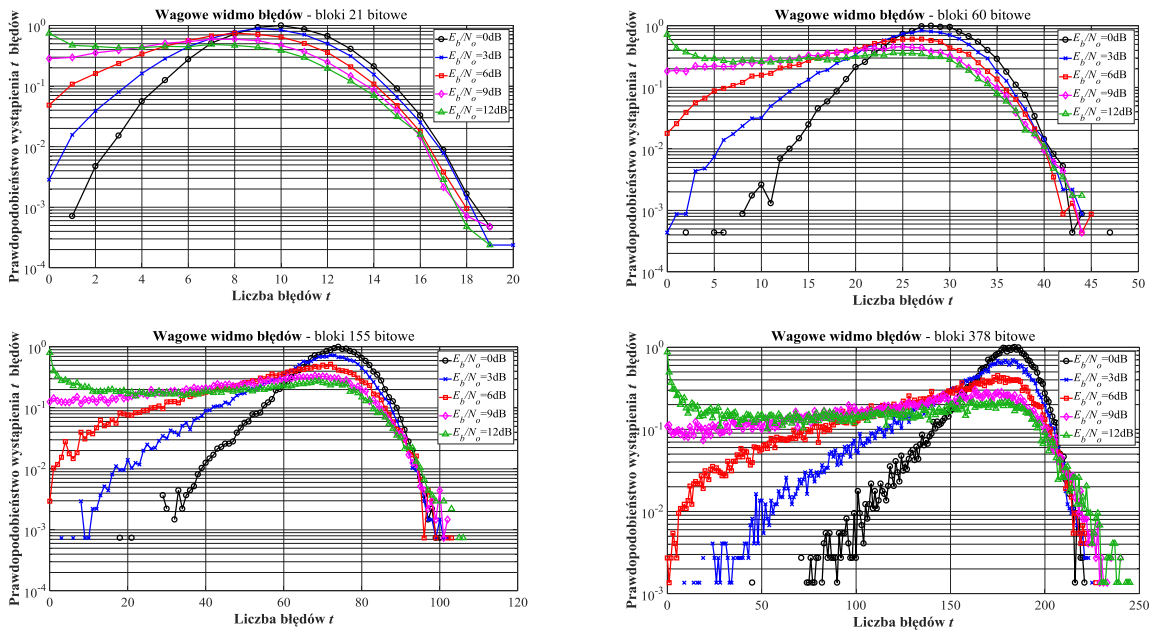 Wagowe widmo błędów - bloki 21 bitowe
Prawdopodobieństwo wystąpienia t błędów
10^0
10^-1
10^-2
10^-3
10^-4
E_b/N_o=0dB
E_b/N_o=3dB
E_b/N_o=6dB
E_b/N_o=9dB
E_b/N_o=12dB
0 2 4 6 8 10 12 14 16 18 20
Liczba błędów t
Wagowe widmo błędów - bloki 60 bitowe
Prawdopodobeństwo wystąpienia t błędów
10^0
10^-1
10^-2
10^-3
10^-4
E_b/N_o=0dB
E_b/N_o=3dB
E_b/N_o=6dB
E_b/N_o=9dB
E_b/N_o=12dB
0 5 10 15 20 25 30 35 40 45 50
Liczba błędów t
Wagowe widmo błędów - bloki 155 bitowe
Prawdopodobieństwo wystąpienia t błędów
10^0
10^-1
10^-2
10^-3
10^-4
E_b/N_o=0dB
E_b/N_o=3dB
E_b/N_o=6dB
E_b/N_o=9dB
E_b/N_o=12dB
0 20 40 60 80 100 120
Liczba błędów t
Wagowe widmo błędów - bloki 378 bitowe
Prawdopodobieństwo wystąpienia t błędów
10^0
10^-1
10^-2
10^-3
E_b/N_o=0dB
E_b/N_o=3dB
E_b/N_o=6dB
E_b/N_o=9dB
E_b/N_o=12dB
0 50 100 150 200 250
Liczba błędów t